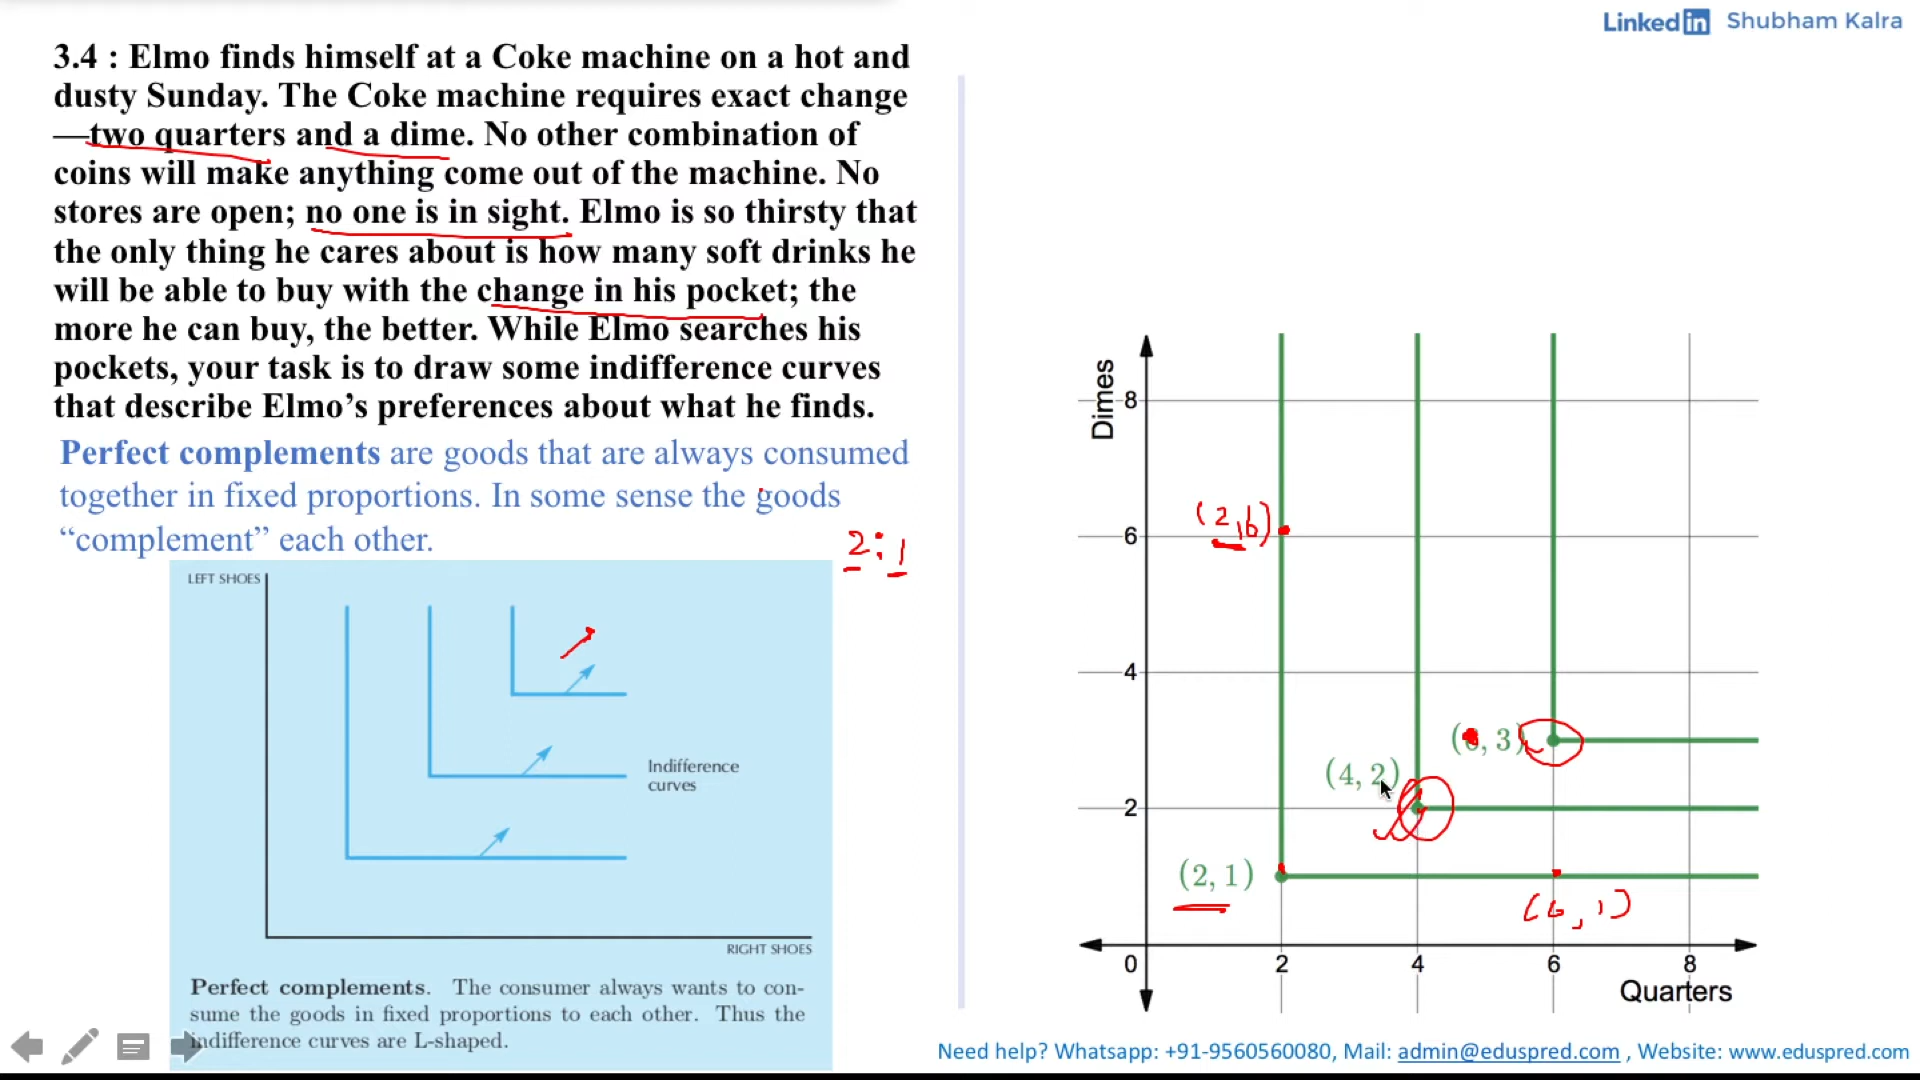 LinkedIn Shubham Kalra
3.4 : Elmo finds himself at a Coke machine on a hot and
dusty Sunday. The Coke machine requires exact change
—two quarters and a dime. No other combination of
coins will make anything come out of the machine. No
stores are open; no one is in sight. Elmo is so thirsty that
the only thing he cares about is how many soft drinks he
will be able to buy with the change in his pocket; the
more he can buy, the better. While Elmo searches his
pockets, your task is to draw some indifference curves
that describe Elmo’s preferences about what he finds.
Perfect complements are goods that are always consumed
together in fixed proportions. In some sense the goods
“complement” each other.
2:1
LEFT SHOES
Indifference
curves
RIGHT SHOES
Perfect complements. The consumer always wants to con-
sume the goods in fixed proportions to each other. Thus the
indifference curves are L-shaped.
Dimes
8
6
4
2
0
2
4
6
8
Quarters
(2,6)
(4, 2)
, 3)
(2, 1)
(6,1)
Need help? Whatsapp: +91-9560560080, Mail: admin@eduspred.com , Website: www.eduspred.com